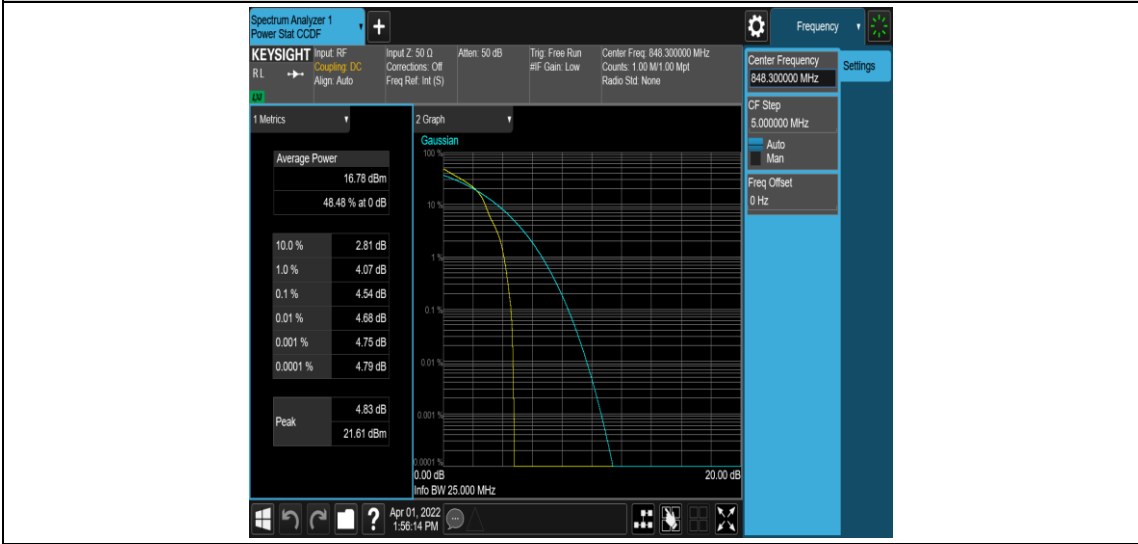 Spectrum Analyzer 1
Power Stat CCDF
+
Frequency
KEYSIGHT
RL
LXI
Input: RF
Coupling: DC
Align: Auto
Input Z: 50 Ω
Corrections: Off
Freq Ref: Int (S)
Atten: 50 dB
Trig: Free Run
#IF Gain: Low
Center Freq: 848.300000 MHz
Counts: 1.00 M/1.00 Mpt
Radio Std: None
Center Frequency
848.300000 MHz
Settings
CF Step
5.000000 MHz
Auto
Man
Freq Offset
0 Hz
1 Metrics
Average Power
16.78 dBm
48.48 % at 0 dB
10.0 % 2.81 dB
1.0 % 4.07 dB
0.1 % 4.54 dB
0.01 % 4.68 dB
0.001 % 4.75 dB
0.0001 % 4.79 dB
Peak
4.83 dB
21.61 dBm
2 Graph
Gaussian
100 %
10 %
1 %
0.1 %
0.01 %
0.001 %
0.0001 %
0.00 dB
20.00 dB
Info BW 25.000 MHz
?
Apr 01, 2022
1:56:14 PM